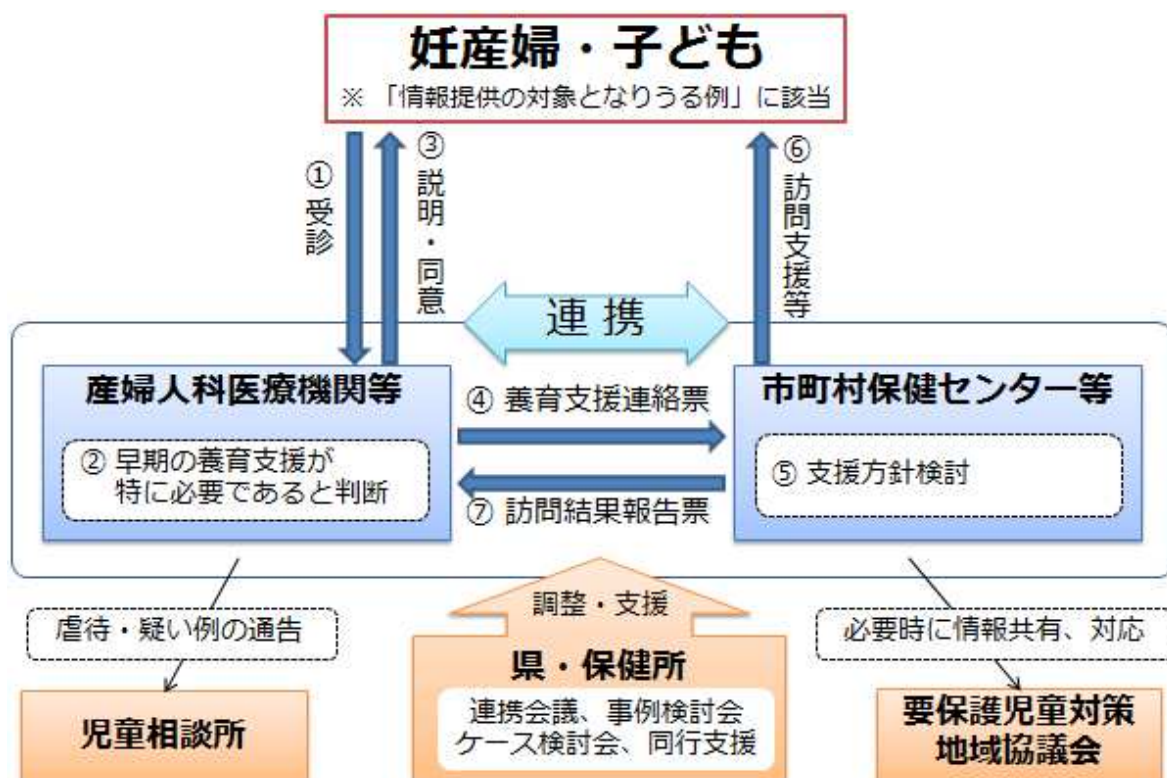 妊産婦・子ども
※ 「情報提供の対象となりうる例」に該当
①受診
③説明・同意
⑥訪問支援等
連携
産婦人科医療機関等
② 早期の養育支援が
特に必要であると判断
④ 養育支援連絡票
⑦ 訪問結果報告票
市町村保健センター等
⑤ 支援方針検討
虐待・疑い例の通告
調整・支援
必要時に情報共有、対応
児童相談所
県・保健所
連携会議、事例検討会
ケース検討会、同行支援
要保護児童対策
地域協議会